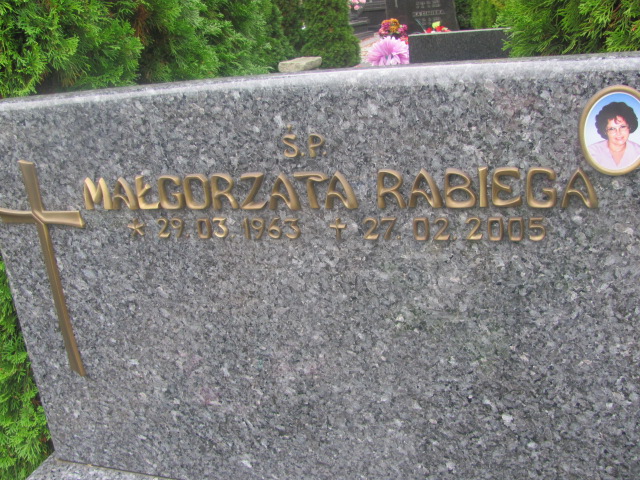 Ś.P.
MAŁGORZATA RABIEGA
* 29.03.1963 ✝ 27.02.2005